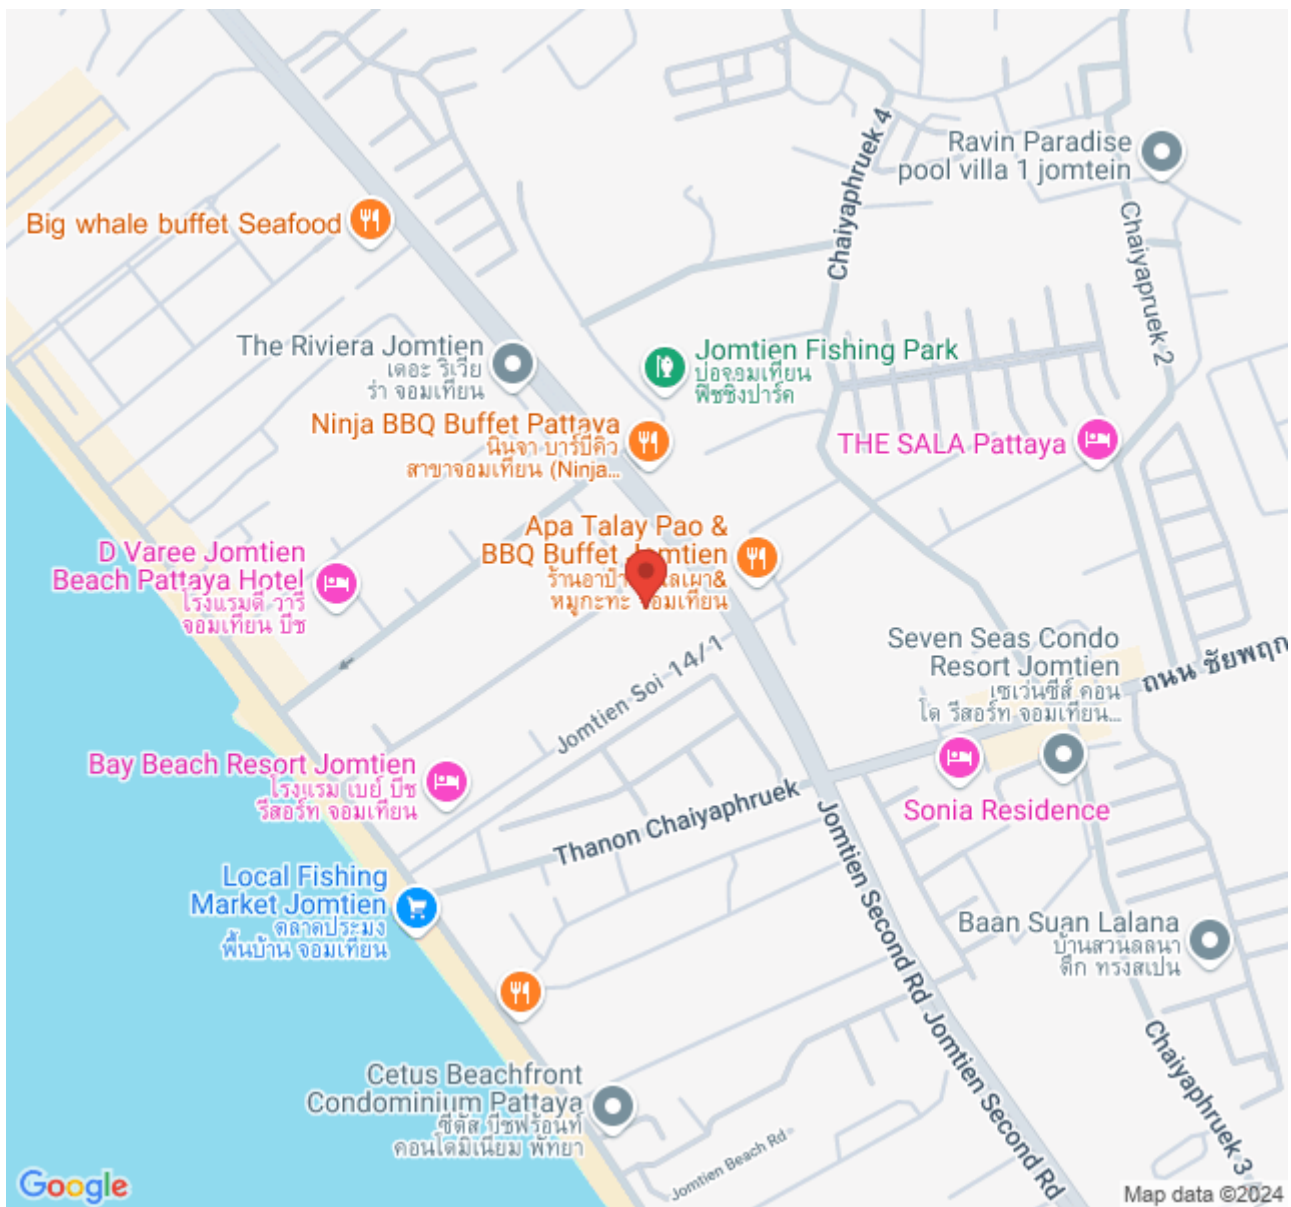 Chaiyaphruek 4
Ravin Paradise
pool villa 1 jomtein
Big whale buffet Seafood
Chaiyapruek 2
The Riviera Jomtien
เดอะ ริเวีย
ร่า จอมเทียน
Jomtien Fishing Park
บ่อจอมเทียน
ฟิชชิ่งปาร์ค
Ninja BBQ Buffet Pattaya
นินจา บาร์บีคิว
สาขาจอมเทียน (Ninja...
THE SALA Pattaya
Apa Talay Pao &
BBQ Buffet Jomtien
หมูกะทะ จอมเทียน
D Varee Jomtien
Beach Pattaya Hotel
โรงแรมดี วารี
จอมเทียน บีช
Jomtien Soi 14/1
Seven Seas Condo
Resort Jomtien
เซเว่นซีส์ คอน
โด รีสอร์ท จอมเทียน...
ถนน ชัยพฤก
Bay Beach Resort Jomtien
โรงแรม เบย์ บีช
รีสอร์ท จอมเทียน
Sonia Residence
Thanon Chaiyaphruek
Jomtien Second Rd
Local Fishing
Market Jomtien
ตลาดประมง
พื้นบ้าน จอมเทียน
Baan Suan Lalana
บ้านสวนลลนา
ตึก ทรงสเปน
Jomtien Second Rd
Chaiyaphruek 3
Cetus Beachfront
Condominium Pattaya
ซีตัส บีชฟร้อนท์
คอนโดมิเนียม พัทยา
Jomtien Beach Rd
Google
Map data ©2024